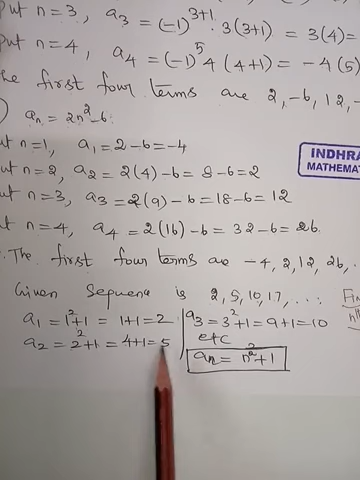 put n=3, a₃ = (-1)³⁺¹ · 3(3+1) = 3(4) =
put n=4, a₄ = (-1)⁵ 4(4+1) = -4(5)
he first four terms are 2, -6, 12, -
) aₙ = 2n²-6.
ut n=1, a₁ = 2-6 = -4
INDHRA
MATHEMAT
ut n=2, a₂ = 2(4)-6 = 8-6 = 2
ut n=3, a₃ = 2(9)-6 = 18-6 = 12
ut n=4, a₄ = 2(16)-6 = 32-6 = 26.
∴ The first four terms are -4, 2, 12, 26, .
Given Sequence is 2, 5, 10, 17, . . . .
a₁ = 1²+1 = 1+1 = 2
a₂ = 2²+1 = 4+1 = 5
a₃ = 3²+1 = 9+1 = 10
etc
aₙ = n²+1